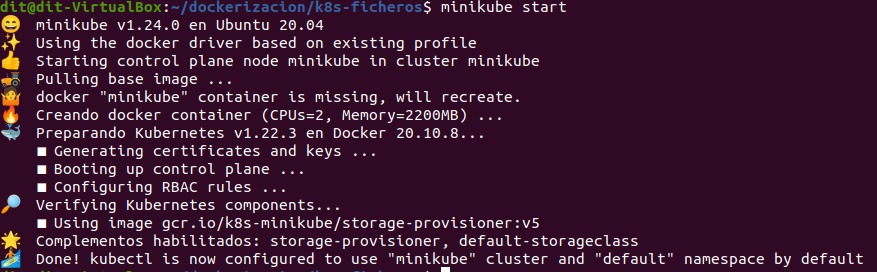 dit@dit-VirtualBox:~/dockerizacion/k8s-ficheros$ minikube start
😄 minikube v1.24.0 en Ubuntu 20.04
✨ Using the docker driver based on existing profile
👍 Starting control plane node minikube in cluster minikube
🚜 Pulling base image ...
🤷 docker "minikube" container is missing, will recreate.
🔥 Creando docker container (CPUs=2, Memory=2200MB) ...
🐳 Preparando Kubernetes v1.22.3 en Docker 20.10.8...
▪ Generating certificates and keys ...
▪ Booting up control plane ...
▪ Configuring RBAC rules ...
🔎 Verifying Kubernetes components...
▪ Using image gcr.io/k8s-minikube/storage-provisioner:v5
🌟 Complementos habilitados: storage-provisioner, default-storageclass
🏄 Done! kubectl is now configured to use "minikube" cluster and "default" namespace by default